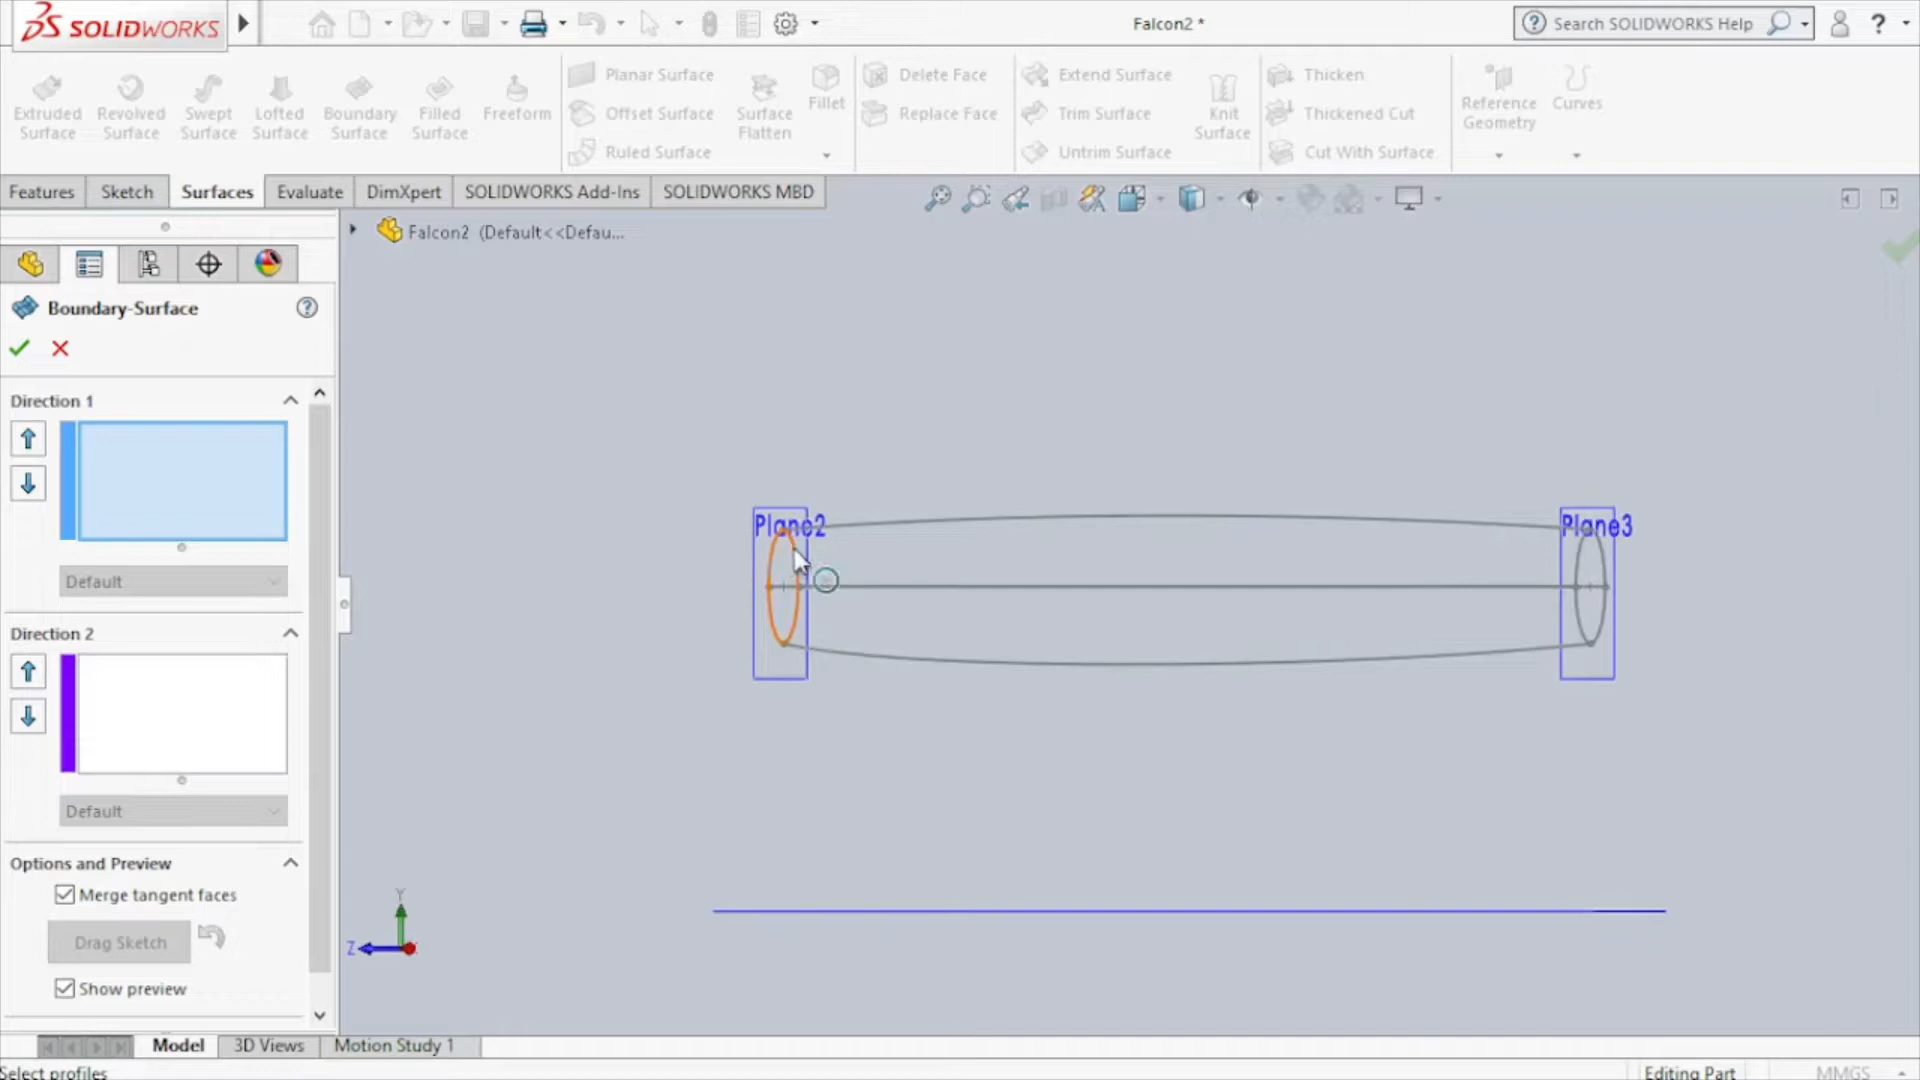 SOLIDWORKS
Falcon2 *
Search SOLIDWORKS Help
?
Extruded Surface
Revolved Surface
Swept Surface
Lofted Surface
Boundary Surface
Filled Surface
Freeform
Planar Surface
Offset Surface
Ruled Surface
Surface Flatten
Fillet
Delete Face
Replace Face
Extend Surface
Trim Surface
Untrim Surface
Knit Surface
Thicken
Thickened Cut
Cut With Surface
Reference Geometry
Curves
Features
Sketch
Surfaces
Evaluate
DimXpert
SOLIDWORKS Add-Ins
SOLIDWORKS MBD
Falcon2 (Default<<Defau...
Boundary-Surface
?
Direction 1
Default
Direction 2
Default
Options and Preview
Merge tangent faces
Drag Sketch
Show preview
Plane2
Plane3
Y
Z
Model
3D Views
Motion Study 1
Select profiles
Editing Part
MMGS